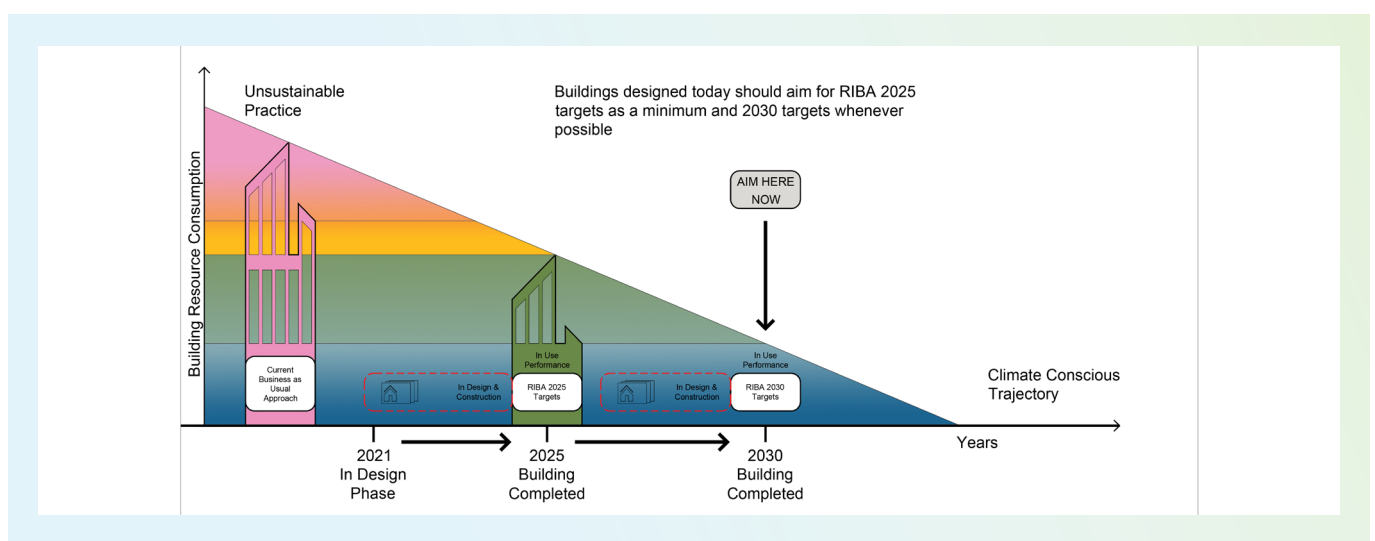 Unsustainable
Practice
Buildings designed today should aim for RIBA 2025
targets as a minimum and 2030 targets whenever
possible
AIM HERE
NOW
Building Resource Consumption
Current
Business as
Usual
Approach
In Design &
Construction
In Use
Performance
RIBA 2025
Targets
In Design &
Construction
In Use
Performance
RIBA 2030
Targets
Climate Conscious
Trajectory
Years
2021
In Design
Phase
2025
Building
Completed
2030
Building
Completed